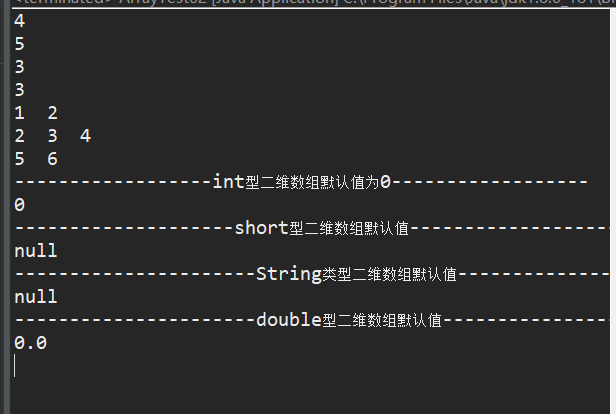 <terminated> ArrayTest02 [Java Application] C:\Program Files\Java\jdk1.8.0_161\b
4
5
3
3
1 2
2 3 4
5 6
------------------int型二维数组默认值为0------------------
0
--------------------short型二维数组默认值------------------
null
----------------------String类型二维数组默认值--------------
null
----------------------double型二维数组默认值---------------
0.0